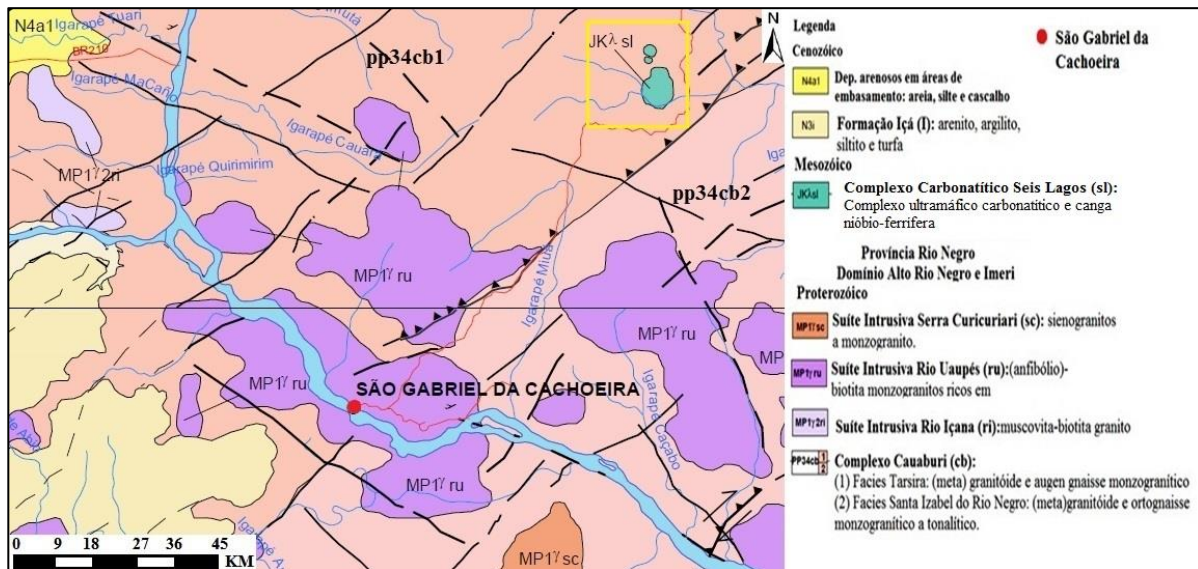 N4a1
Igarapé Tuari
BR210
pp34cb1
JKλ sl
N
Igarapé MaCaño
Igarapé Cauara
Igarapé Quirimirim
MP1γ2ri
pp34cb2
MP1γ ru
Igarapé Miuá
MP1γ ru
MP1γ ru
MP1γ ru
SÃO GABRIEL DA CACHOEIRA
Igarapé Caçabo
MP1γ ru
MP1γ sc
0 9 18 27 36 45
KM
Legenda
Cenozóico
N4a1 Dep. arenosos em áreas de
embasamento: areia, silte e cascalho
N3i Formação Içá (I): arenito, argilito,
siltito e turfa
Mesozóico
JKλsl Complexo Carbonatítico Seis Lagos (sl):
Complexo ultramáfico carbonatítico e canga
nióbio-ferrífera
Província Rio Negro
Domínio Alto Rio Negro e Imeri
Proterozóico
MP1γsc Suíte Intrusiva Serra Curicuriari (sc): sienogranitos
a monzogranito.
MP1γru Suíte Intrusiva Rio Uaupés (ru):(anfibólio)-
biotita monzogranitos ricos em
MP1γ2ri Suíte Intrusiva Rio Içana (ri):muscovita-biotita granito
PP34cb 1 2 Complexo Cauaburi (cb):
(1) Facies Tarsira: (meta) granitóide e augen gnaisse monzogranítico
(2) Facies Santa Izabel do Rio Negro: (meta)granitóide e ortognaisse
monzogranítico a tonalítico.
São Gabriel da
Cachoeira